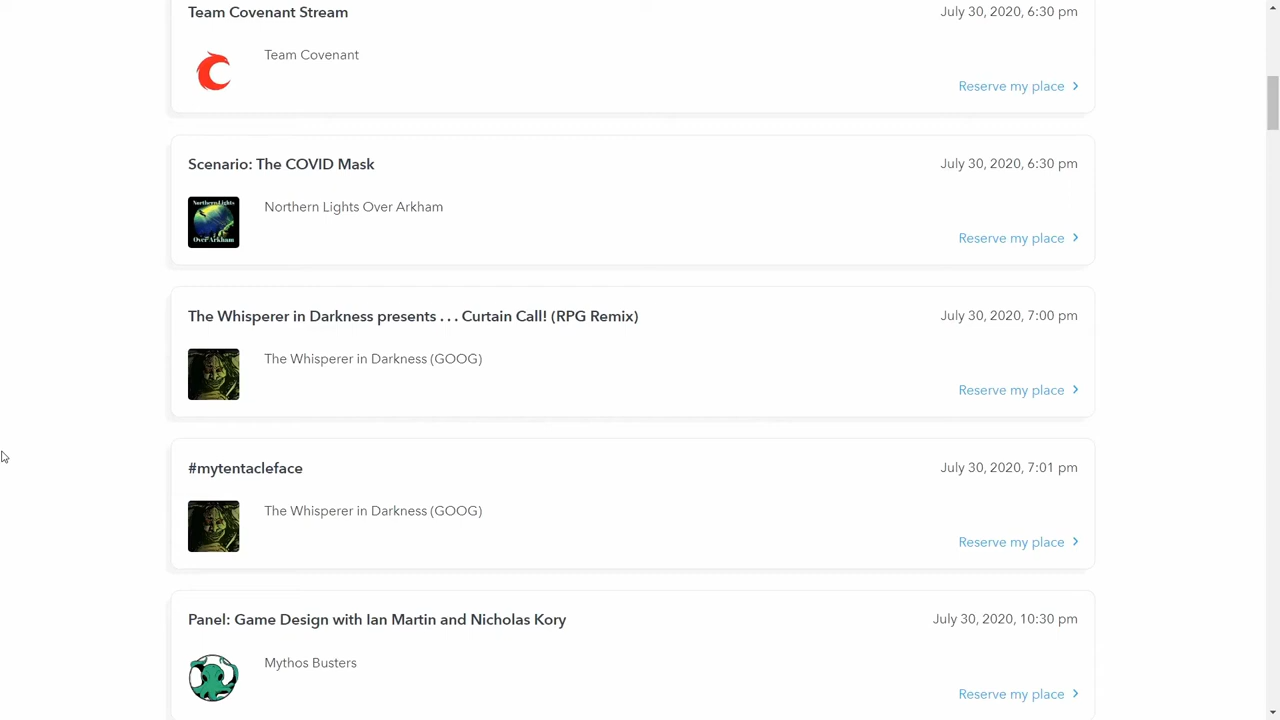 Team Covenant Stream
July 30, 2020, 6:30 pm
Team Covenant
Reserve my place
Scenario: The COVID Mask
July 30, 2020, 6:30 pm
Northern Lights
Over Arkham
Northern Lights Over Arkham
Reserve my place
The Whisperer in Darkness presents . . . Curtain Call! (RPG Remix)
July 30, 2020, 7:00 pm
The Whisperer in Darkness (GOOG)
Reserve my place
#mytentacleface
July 30, 2020, 7:01 pm
The Whisperer in Darkness (GOOG)
Reserve my place
Panel: Game Design with Ian Martin and Nicholas Kory
July 30, 2020, 10:30 pm
Mythos Busters
Reserve my place